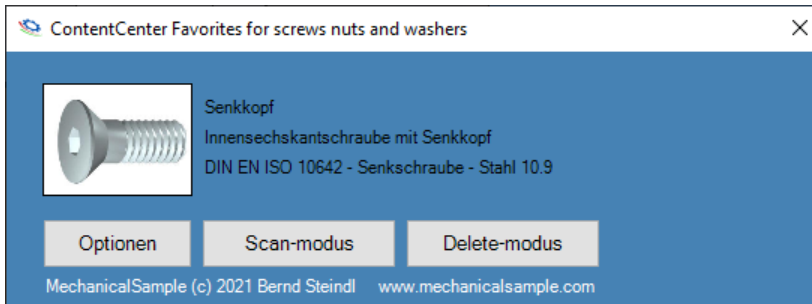 ContentCenter Favorites for screws nuts and washers
Senkkopf
Innensechskantschraube mit Senkkopf
DIN EN ISO 10642 - Senkschraube - Stahl 10.9
Optionen Scan-modus Delete-modus
MechanicalSample (c) 2021 Bernd Steindl www.mechanicalsample.com